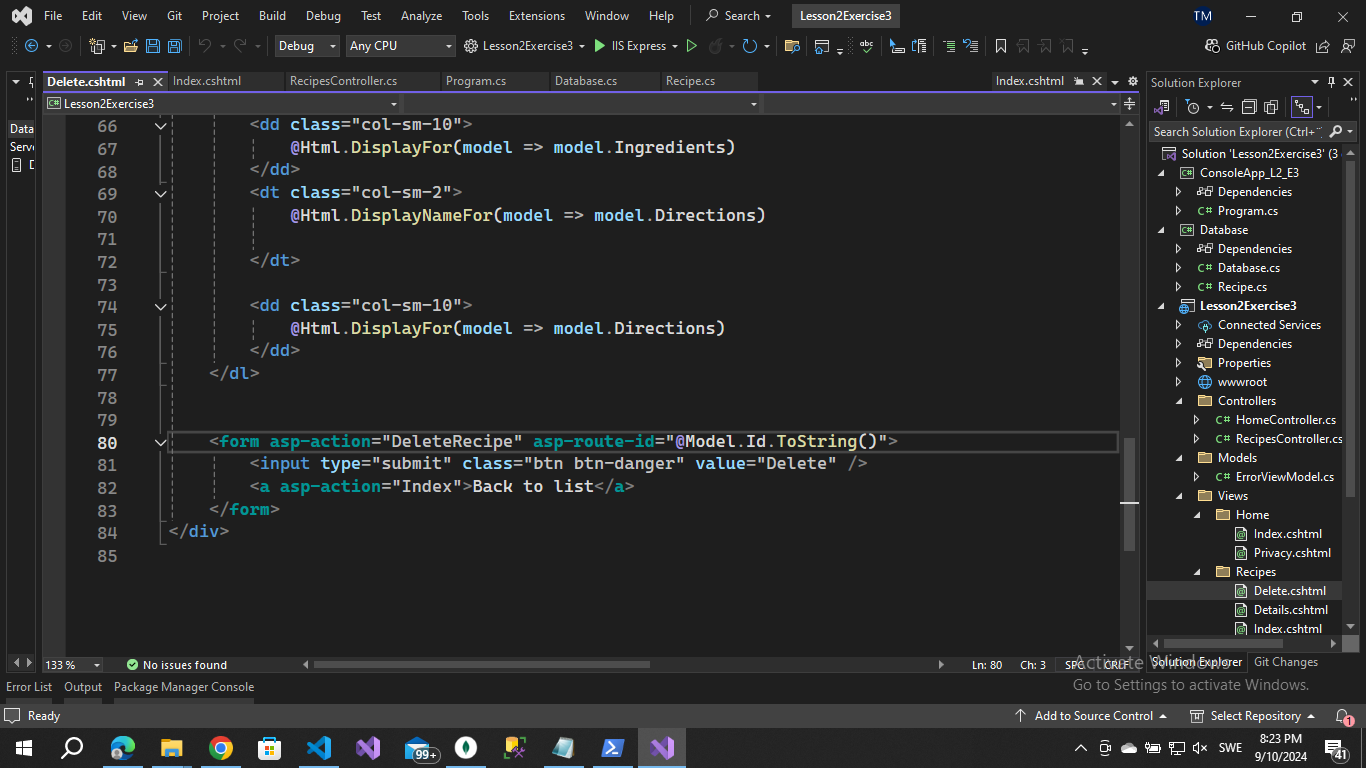 File Edit View Git Project Build Debug Test Analyze Tools Extensions Window Help Search Lesson2Exercise3 TM
Debug Any CPU Lesson2Exercise3 IIS Express GitHub Copilot
Delete.cshtml Index.cshtml RecipesController.cs Program.cs Database.cs Recipe.cs Index.cshtml
Lesson2Exercise3
Data
Serve
66 <dd class="col-sm-10">
67 @Html.DisplayFor(model => model.Ingredients)
68 </dd>
69 <dt class="col-sm-2">
70 @Html.DisplayNameFor(model => model.Directions)
71
72 </dt>
73
74 <dd class="col-sm-10">
75 @Html.DisplayFor(model => model.Directions)
76 </dd>
77 </dl>
78
79
80 <form asp-action="DeleteRecipe" asp-route-id="@Model.Id.ToString()">
81 <input type="submit" class="btn btn-danger" value="Delete" />
82 <a asp-action="Index">Back to list</a>
83 </form>
84 </div>
85
133 % No issues found Ln: 80 Ch: 3 SPC CRLF
Solution Explorer
Search Solution Explorer (Ctrl+
Solution 'Lesson2Exercise3' (3
ConsoleApp_L2_E3
Dependencies
C# Program.cs
Database
Dependencies
C# Database.cs
C# Recipe.cs
Lesson2Exercise3
Connected Services
Dependencies
Properties
wwwroot
Controllers
C# HomeController.cs
C# RecipesController.cs
Models
C# ErrorViewModel.cs
Views
Home
Index.cshtml
Privacy.cshtml
Recipes
Delete.cshtml
Details.cshtml
Index.cshtml
Solution Explorer Git Changes
Activate Windows
Go to Settings to activate Windows.
Error List Output Package Manager Console
Ready Add to Source Control Select Repository 1
99+ SWE 8:23 PM
9/10/2024 41